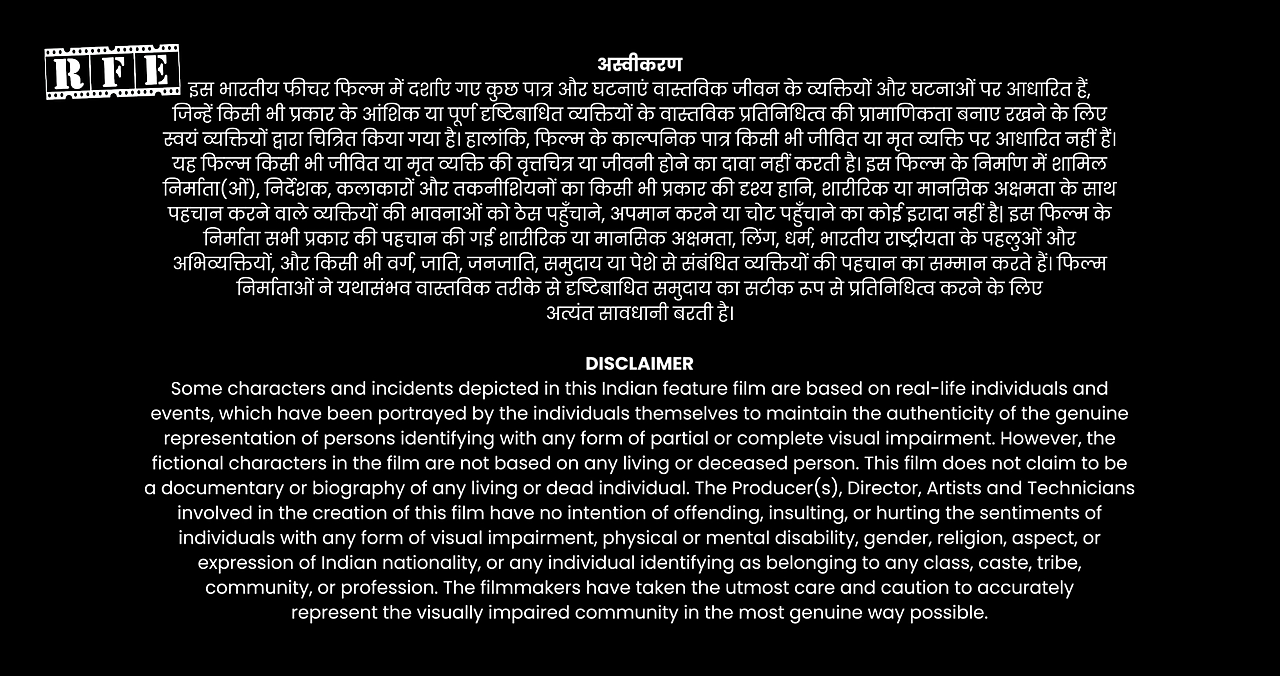 RFE
अस्वीकरण
इस भारतीय फीचर फिल्म में दर्शाए गए कुछ पात्र और घटनाएं वास्तविक जीवन के व्यक्तियों और घटनाओं पर आधारित हैं,
जिन्हें किसी भी प्रकार के आंशिक या पूर्ण दृष्टिबाधित व्यक्तियों के वास्तविक प्रतिनिधित्व की प्रामाणिकता बनाए रखने के लिए
स्वयं व्यक्तियों द्वारा चित्रित किया गया है। हालांकि, फिल्म के काल्पनिक पात्र किसी भी जीवित या मृत व्यक्ति पर आधारित नहीं हैं।
यह फिल्म किसी भी जीवित या मृत व्यक्ति की वृत्तचित्र या जीवनी होने का दावा नहीं करती है। इस फिल्म के निर्माण में शामिल
निर्माता(ओं), निर्देशक, कलाकारों और तकनीशियनों का किसी भी प्रकार की दृश्य हानि, शारीरिक या मानसिक अक्षमता के साथ
पहचान करने वाले व्यक्तियों की भावनाओं को ठेस पहुँचाने, अपमान करने या चोट पहुँचाने का कोई इरादा नहीं है| इस फिल्म के
निर्माता सभी प्रकार की पहचान की गई शारीरिक या मानसिक अक्षमता, लिंग, धर्म, भारतीय राष्ट्रीयता के पहलुओं और
अभिव्यक्तियों, और किसी भी वर्ग, जाति, जनजाति, समुदाय या पेशे से संबंधित व्यक्तियों की पहचान का सम्मान करते हैं। फिल्म
निर्माताओं ने यथासंभव वास्तविक तरीके से दृष्टिबाधित समुदाय का सटीक रूप से प्रतिनिधित्व करने के लिए
अत्यंत सावधानी बरती है।
DISCLAIMER
Some characters and incidents depicted in this Indian feature film are based on real-life individuals and
events, which have been portrayed by the individuals themselves to maintain the authenticity of the genuine
representation of persons identifying with any form of partial or complete visual impairment. However, the
fictional characters in the film are not based on any living or deceased person. This film does not claim to be
a documentary or biography of any living or dead individual. The Producer(s), Director, Artists and Technicians
involved in the creation of this film have no intention of offending, insulting, or hurting the sentiments of
individuals with any form of visual impairment, physical or mental disability, gender, religion, aspect, or
expression of Indian nationality, or any individual identifying as belonging to any class, caste, tribe,
community, or profession. The filmmakers have taken the utmost care and caution to accurately
represent the visually impaired community in the most genuine way possible.